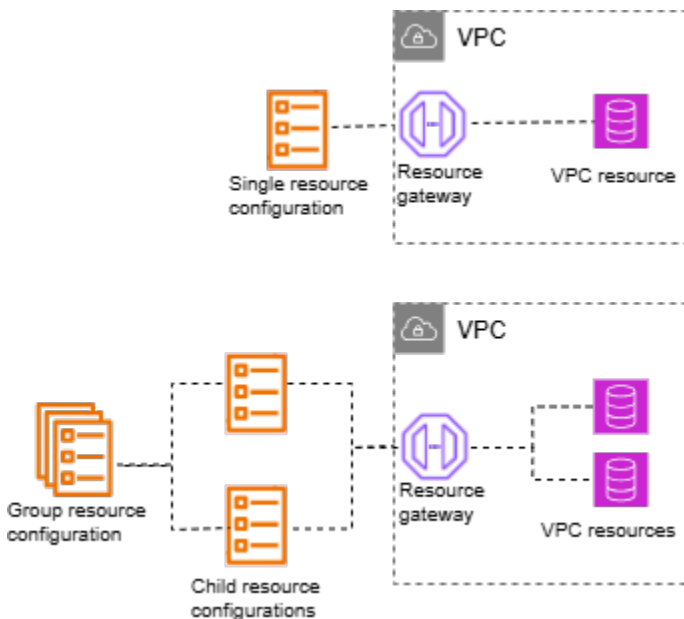 VPC
Single resource
configuration
Resource
gateway
VPC resource
VPC
Group resource
configuration
Child resource
configurations
Resource
gateway
VPC resources